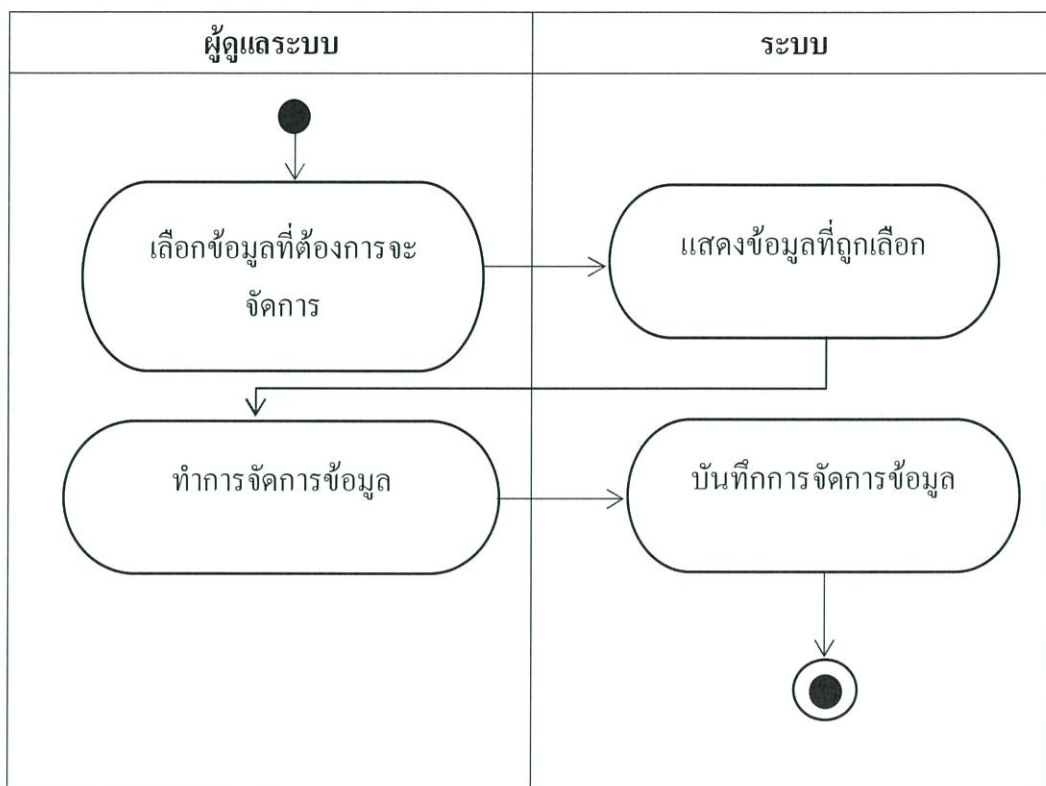 ผู้ดูแลระบบ
ระบบ
เลือกข้อมูลที่ต้องการจะ
จัดการ
แสดงข้อมูลที่ถูกเลือก
ทำการจัดการข้อมูล
บันทึกการจัดการข้อมูล